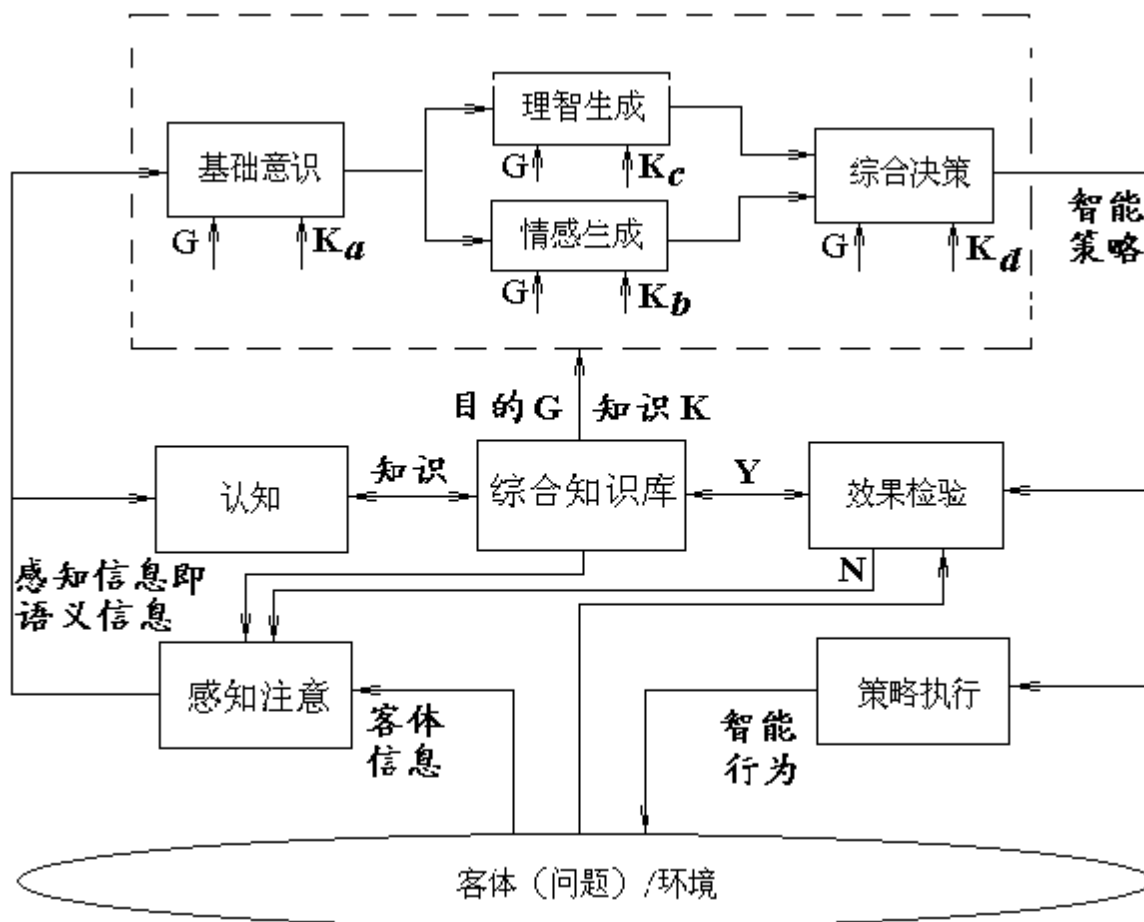 理智生成
基础意识
G
Kc
综合决策
G
Ka
情感生成
G
Kd
智能
策略
G
Kb
目的G
知识K
认知
知识
综合知识库
Y
效果检验
感知信息即
语义信息
N
感知注意
客体
信息
智能
行为
策略执行
客体（问题）/环境